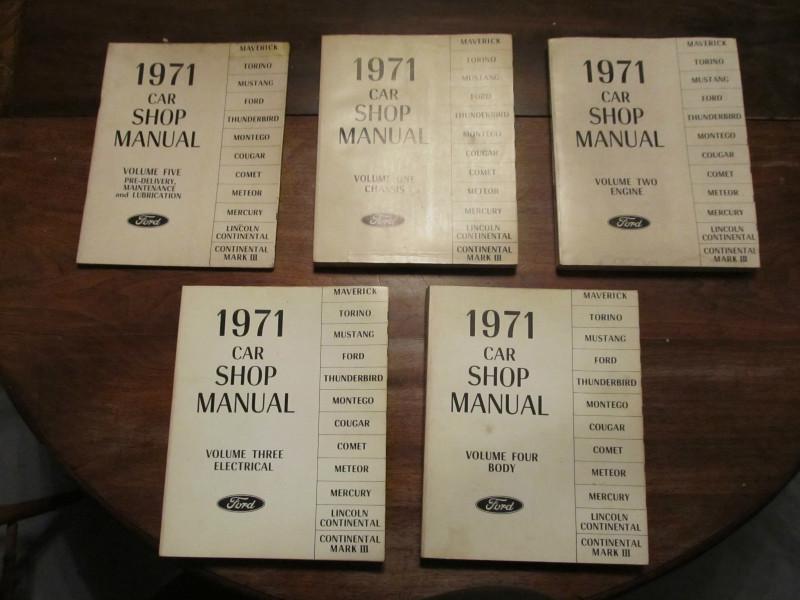 1971
CAR
SHOP
MANUAL
VOLUME FIVE
PRE-DELIVERY,
MAINTENANCE
and LUBRICATION
Ford
MAVERICK
TORINO
MUSTANG
FORD
THUNDERBIRD
MONTEGO
COUGAR
COMET
METEOR
MERCURY
LINCOLN
CONTINENTAL
CONTINENTAL
MARK III
1971
CAR
SHOP
MANUAL
VOLUME ONE
CHASSIS
Ford
MAVERICK
TORINO
MUSTANG
FORD
THUNDERBIRD
MONTEGO
COUGAR
COMET
METEOR
MERCURY
LINCOLN
CONTINENTAL
CONTINENTAL
MARK III
1971
CAR
SHOP
MANUAL
VOLUME TWO
ENGINE
Ford
MAVERICK
TORINO
MUSTANG
FORD
THUNDERBIRD
MONTEGO
COUGAR
COMET
METEOR
MERCURY
LINCOLN
CONTINENTAL
CONTINENTAL
MARK III
1971
CAR
SHOP
MANUAL
VOLUME THREE
ELECTRICAL
Ford
MAVERICK
TORINO
MUSTANG
FORD
THUNDERBIRD
MONTEGO
COUGAR
COMET
METEOR
MERCURY
LINCOLN
CONTINENTAL
CONTINENTAL
MARK III
1971
CAR
SHOP
MANUAL
VOLUME FOUR
BODY
Ford
MAVERICK
TORINO
MUSTANG
FORD
THUNDERBIRD
MONTEGO
COUGAR
COMET
METEOR
MERCURY
LINCOLN
CONTINENTAL
CONTINENTAL
MARK III